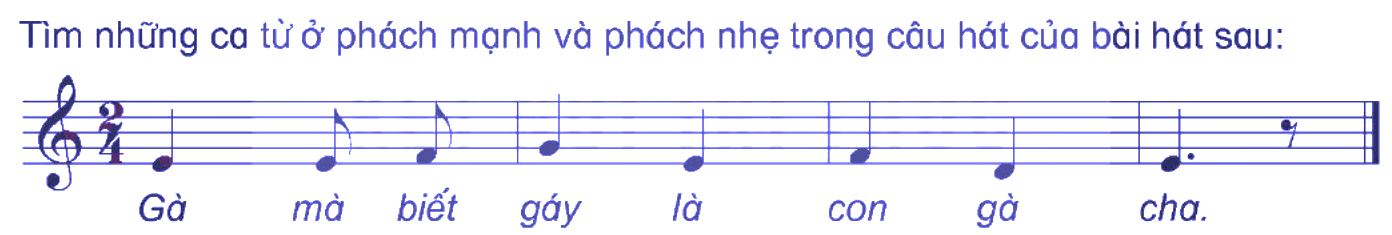 Tìm những ca từ ở phách mạnh và phách nhẹ trong câu hát của bài hát sau:
2
4
Gà mà biết gáy là con gà cha.